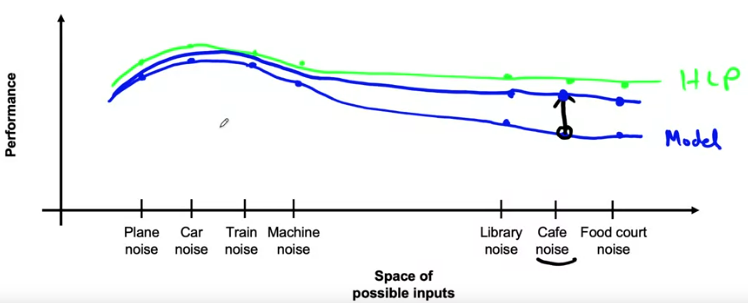 HLP
Model
Performance
Plane
noise
Car
noise
Train
noise
Machine
noise
Library
noise
Cafe
noise
Food court
noise
Space of
possible inputs